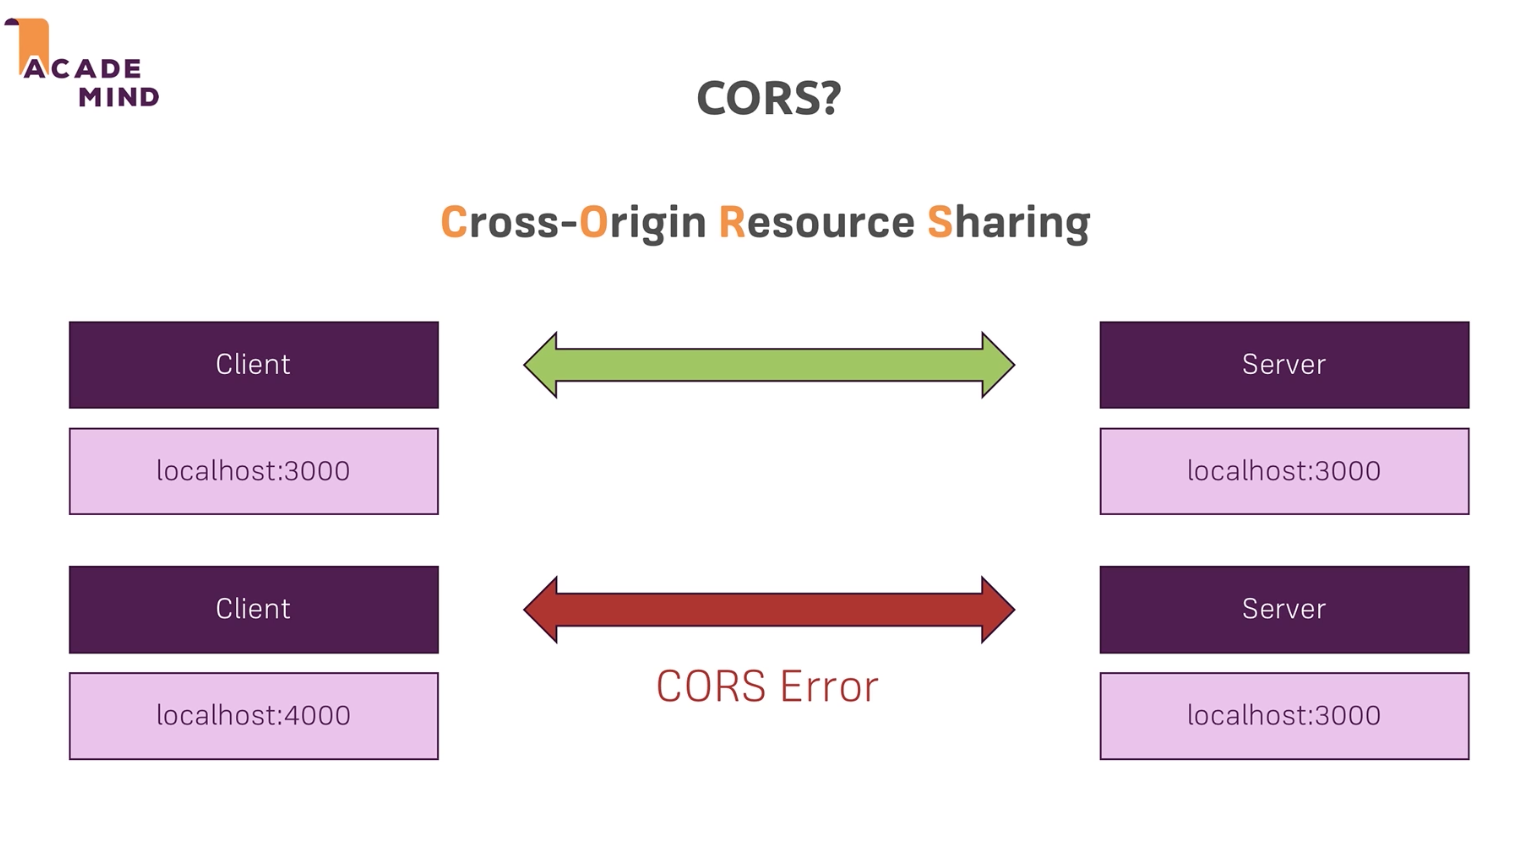 ACADE
MIND
CORS?
Cross-Origin Resource Sharing
Client
Server
localhost:3000
localhost:3000
Client
Server
CORS Error
localhost:4000
localhost:3000